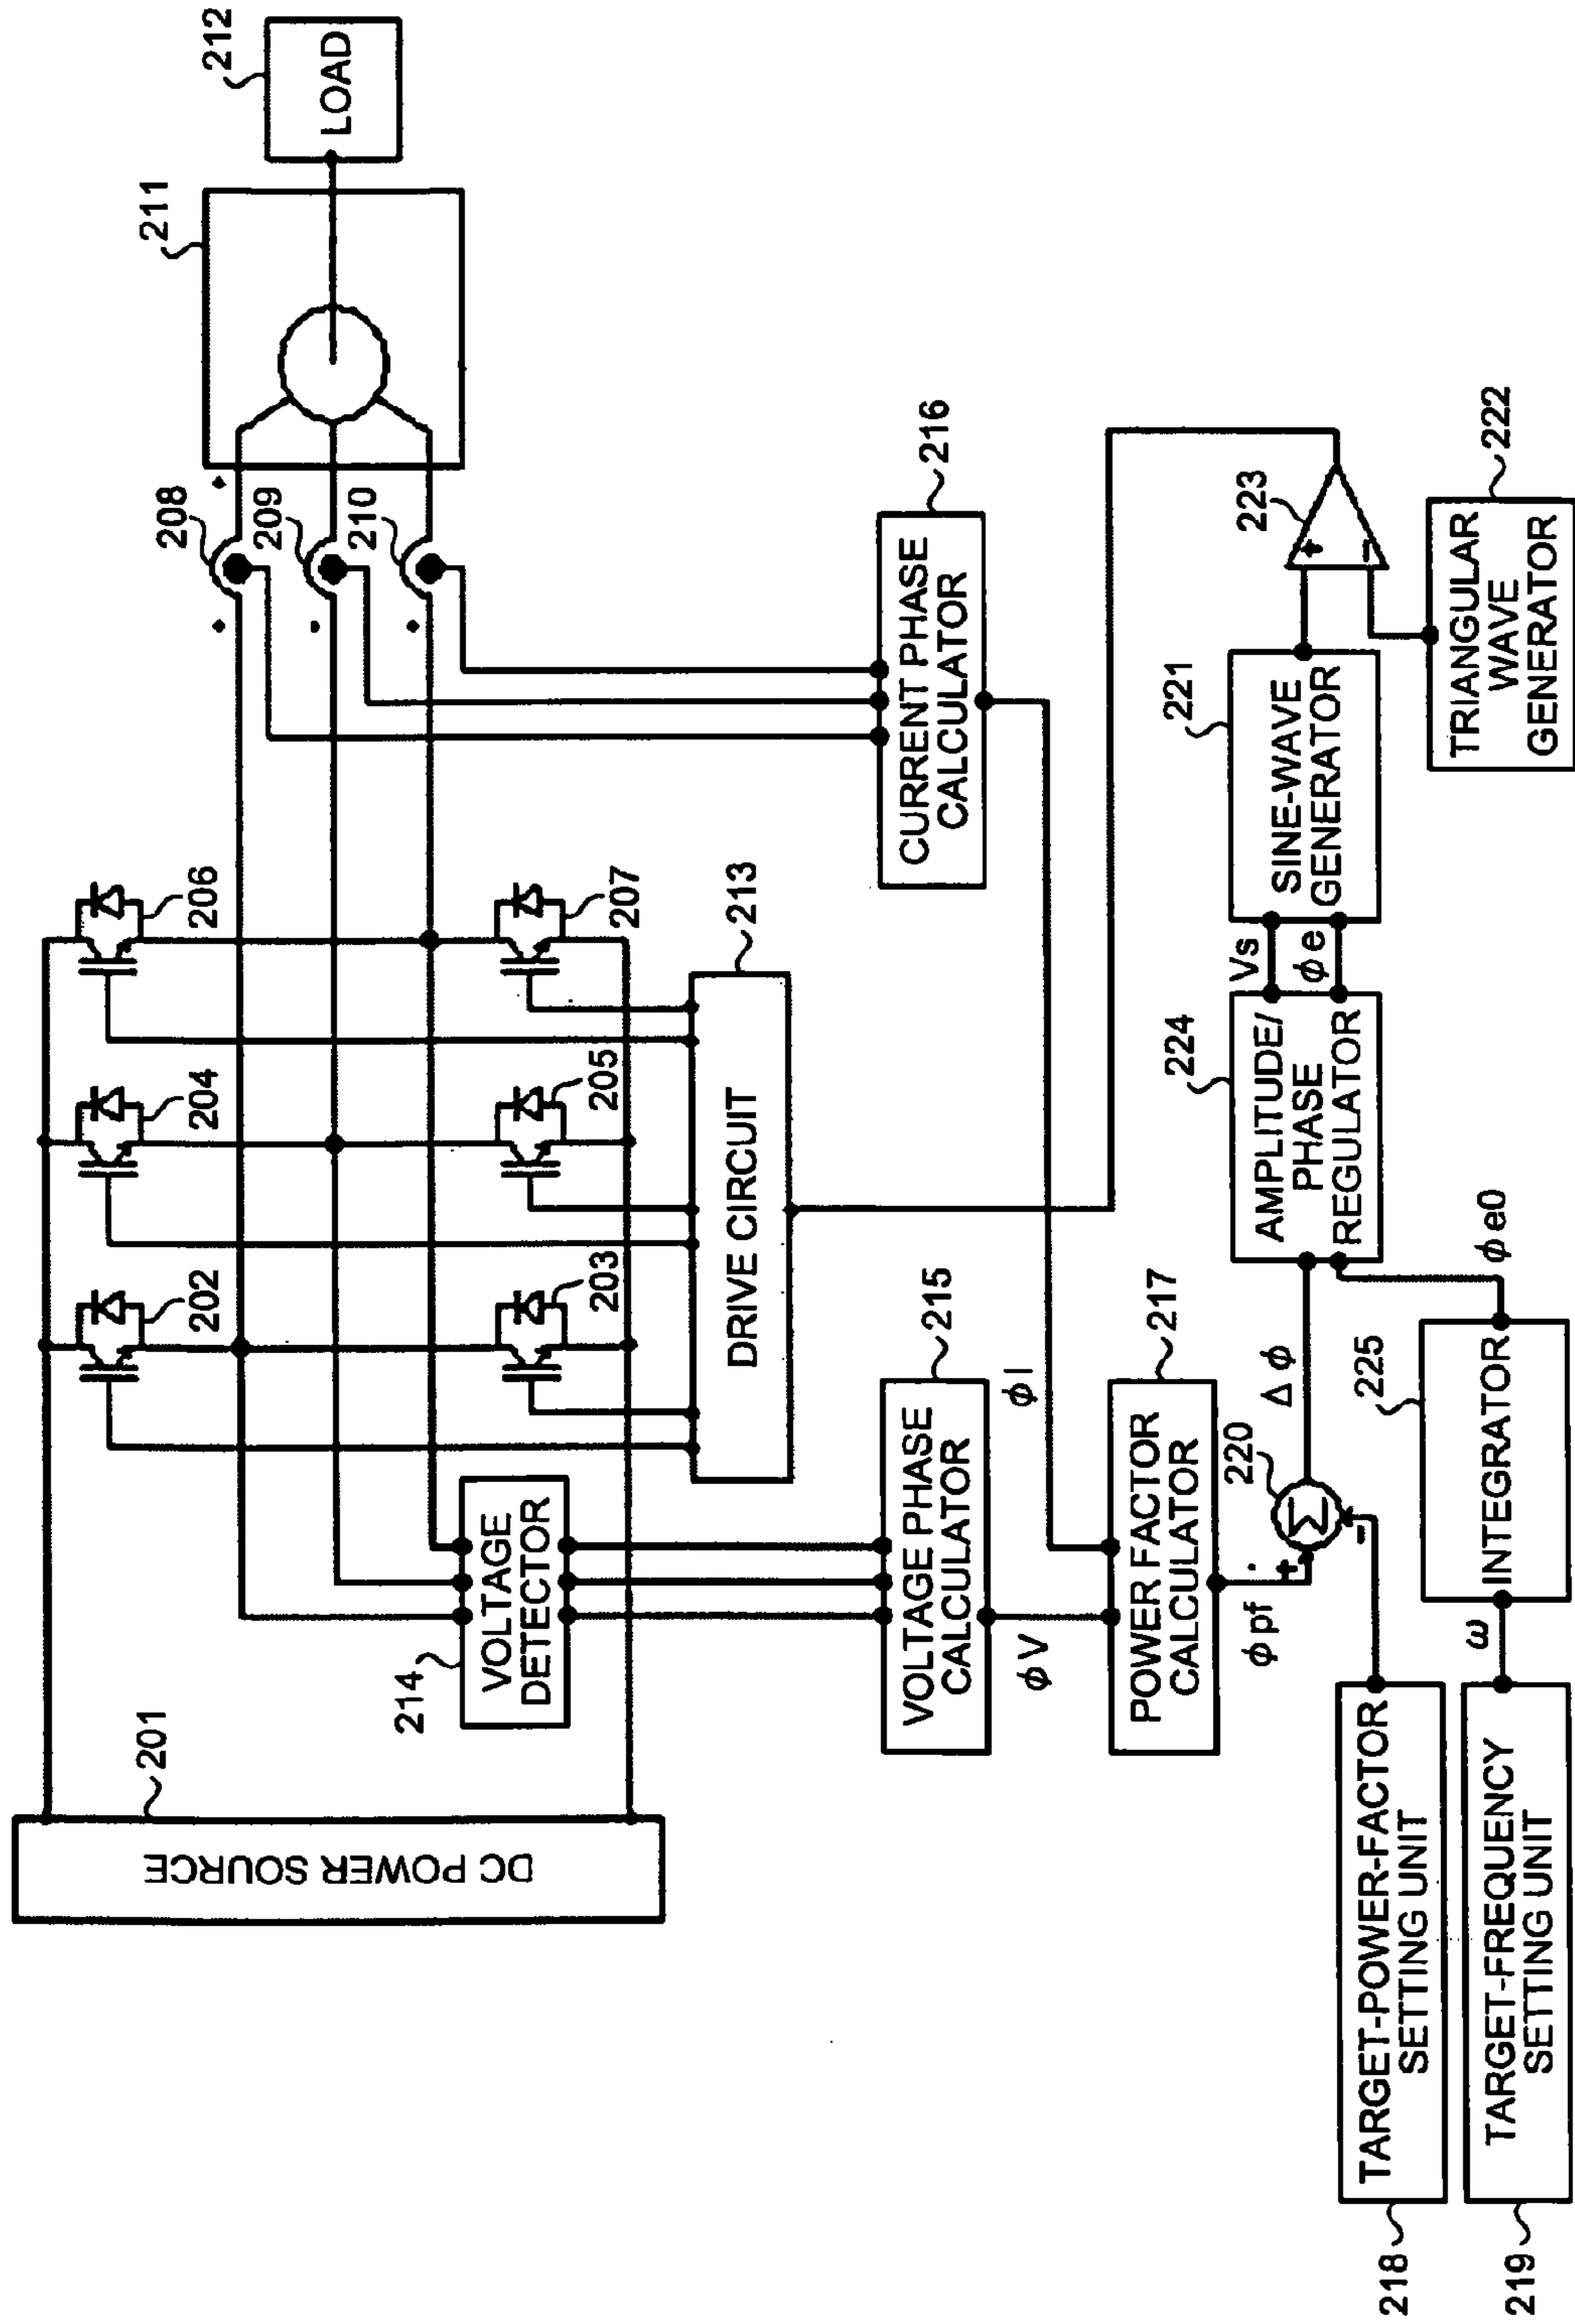 DC POWER SOURCE
201
202
203
204
205
206
207
208
209
210
211
212
LOAD
214
VOLTAGE
DETECTOR
DRIVE CIRCUIT
213
VOLTAGE PHASE
CALCULATOR
215
CURRENT PHASE
CALCULATOR
216
ϕV
ϕI
POWER FACTOR
CALCULATOR
217
ϕpf
+
−
Σ
220
Δϕ
218
TARGET-POWER-FACTOR
SETTING UNIT
219
TARGET-FREQUENCY
SETTING UNIT
ω
INTEGRATOR
225
ϕe0
AMPLITUDE/
PHASE
REGULATOR
224
Vs
ϕe
SINE-WAVE
GENERATOR
221
+
−
223
TRIANGULAR
WAVE
GENERATOR
222